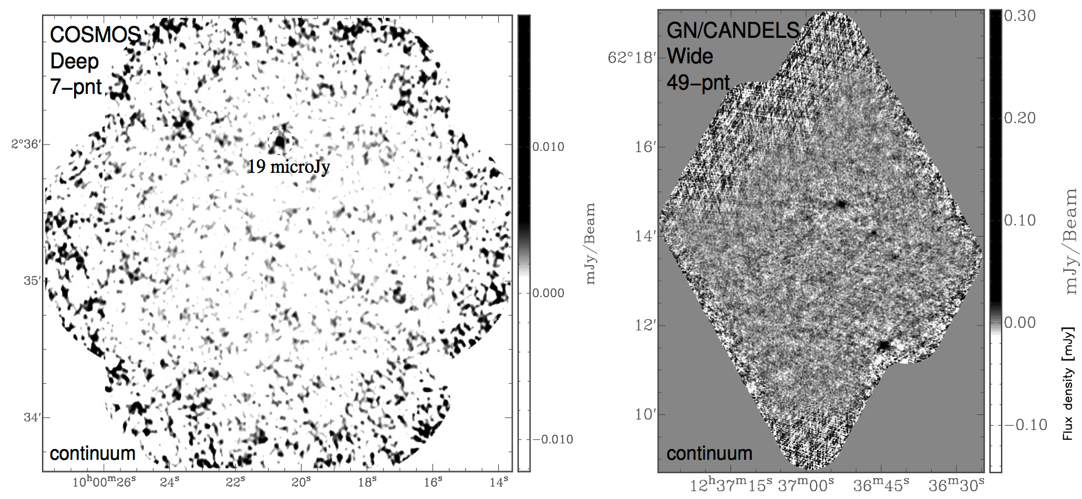 COSMOS
Deep
7-pnt
19 microJy
continuum
2°36′
35′
34′
10ʰ00ᵐ26ˢ 24ˢ 22ˢ 20ˢ 18ˢ 16ˢ 14ˢ
0.010
0.000
−0.010
mJy/Beam
GN/CANDELS
Wide
49-pnt
continuum
62°18′
16′
14′
12′
10′
12ʰ37ᵐ15ˢ 37ᵐ00ˢ 36ᵐ45ˢ 36ᵐ30ˢ
0.30
0.20
0.10
0.00
−0.10
mJy/Beam
Flux density [mJy]